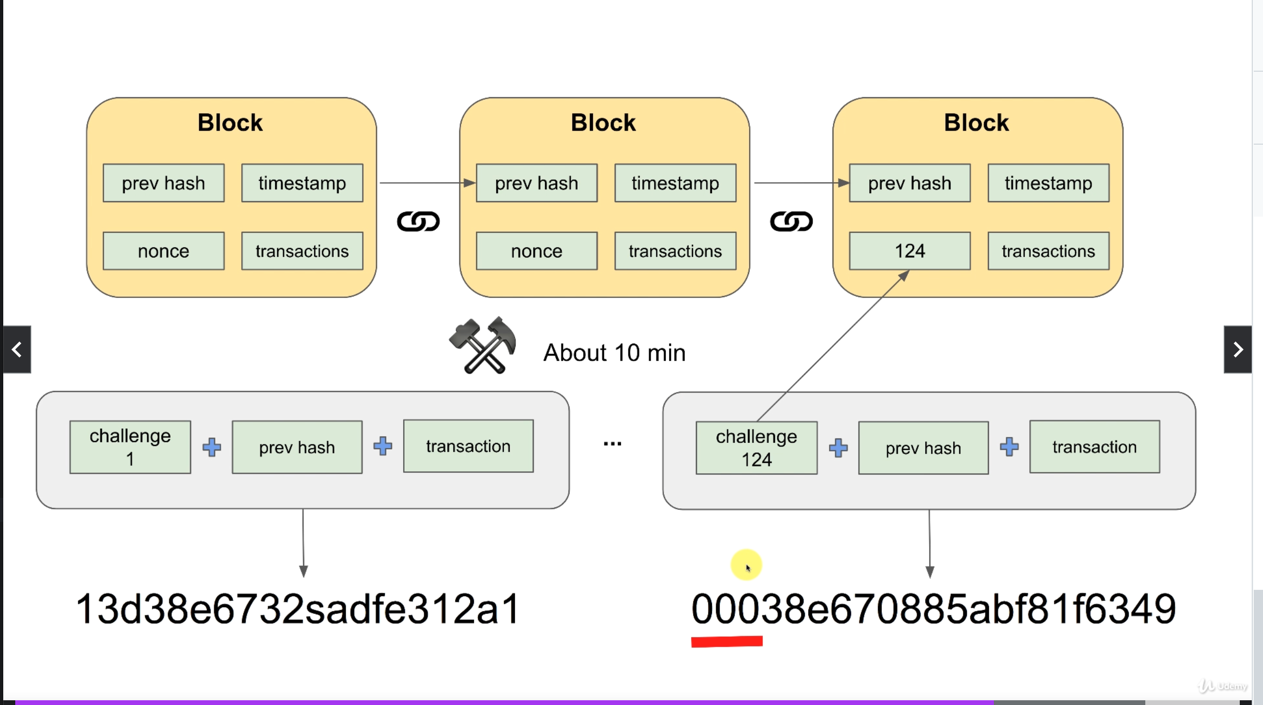 Block
prev hash timestamp
nonce transactions
Block
prev hash timestamp
nonce transactions
Block
prev hash timestamp
124 transactions
About 10 min
challenge
1
prev hash
transaction
...
challenge
124
prev hash
transaction
13d38e6732sadfe312a1
00038e670885abf81f6349
Udemy